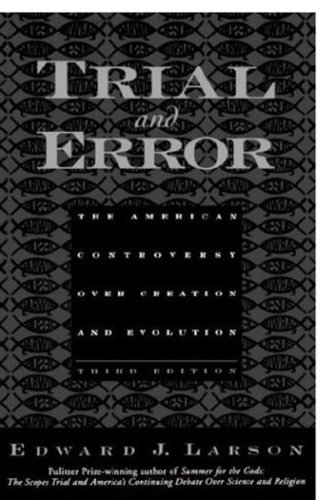 TRIAL
and
ERROR
THE AMERICAN
CONTROVERSY
OVER CREATION
AND EVOLUTION
THIRD EDITION
EDWARD J. LARSON
Pulitzer Prize-winning author of Summer for the Gods:
The Scopes Trial and America's Continuing Debate Over Science and Religion